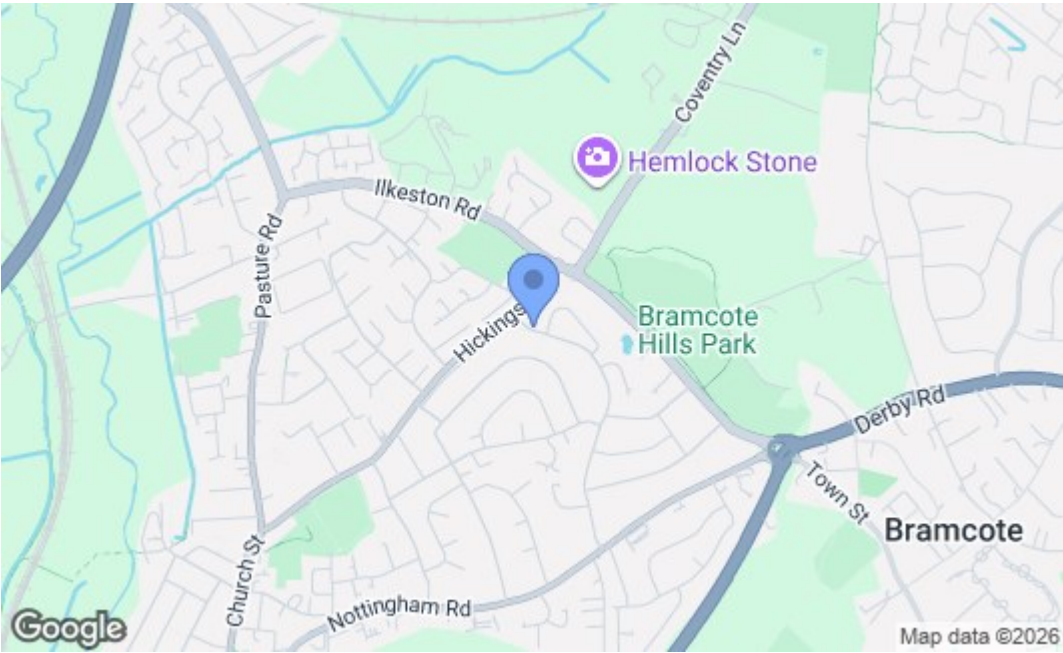 Coventry Ln
Hemlock Stone
Ilkeston Rd
Pasture Rd
Hickings
Bramcote
Hills Park
Derby Rd
Town St
Bramcote
Church St
Nottingham Rd
Google
Map data ©2026